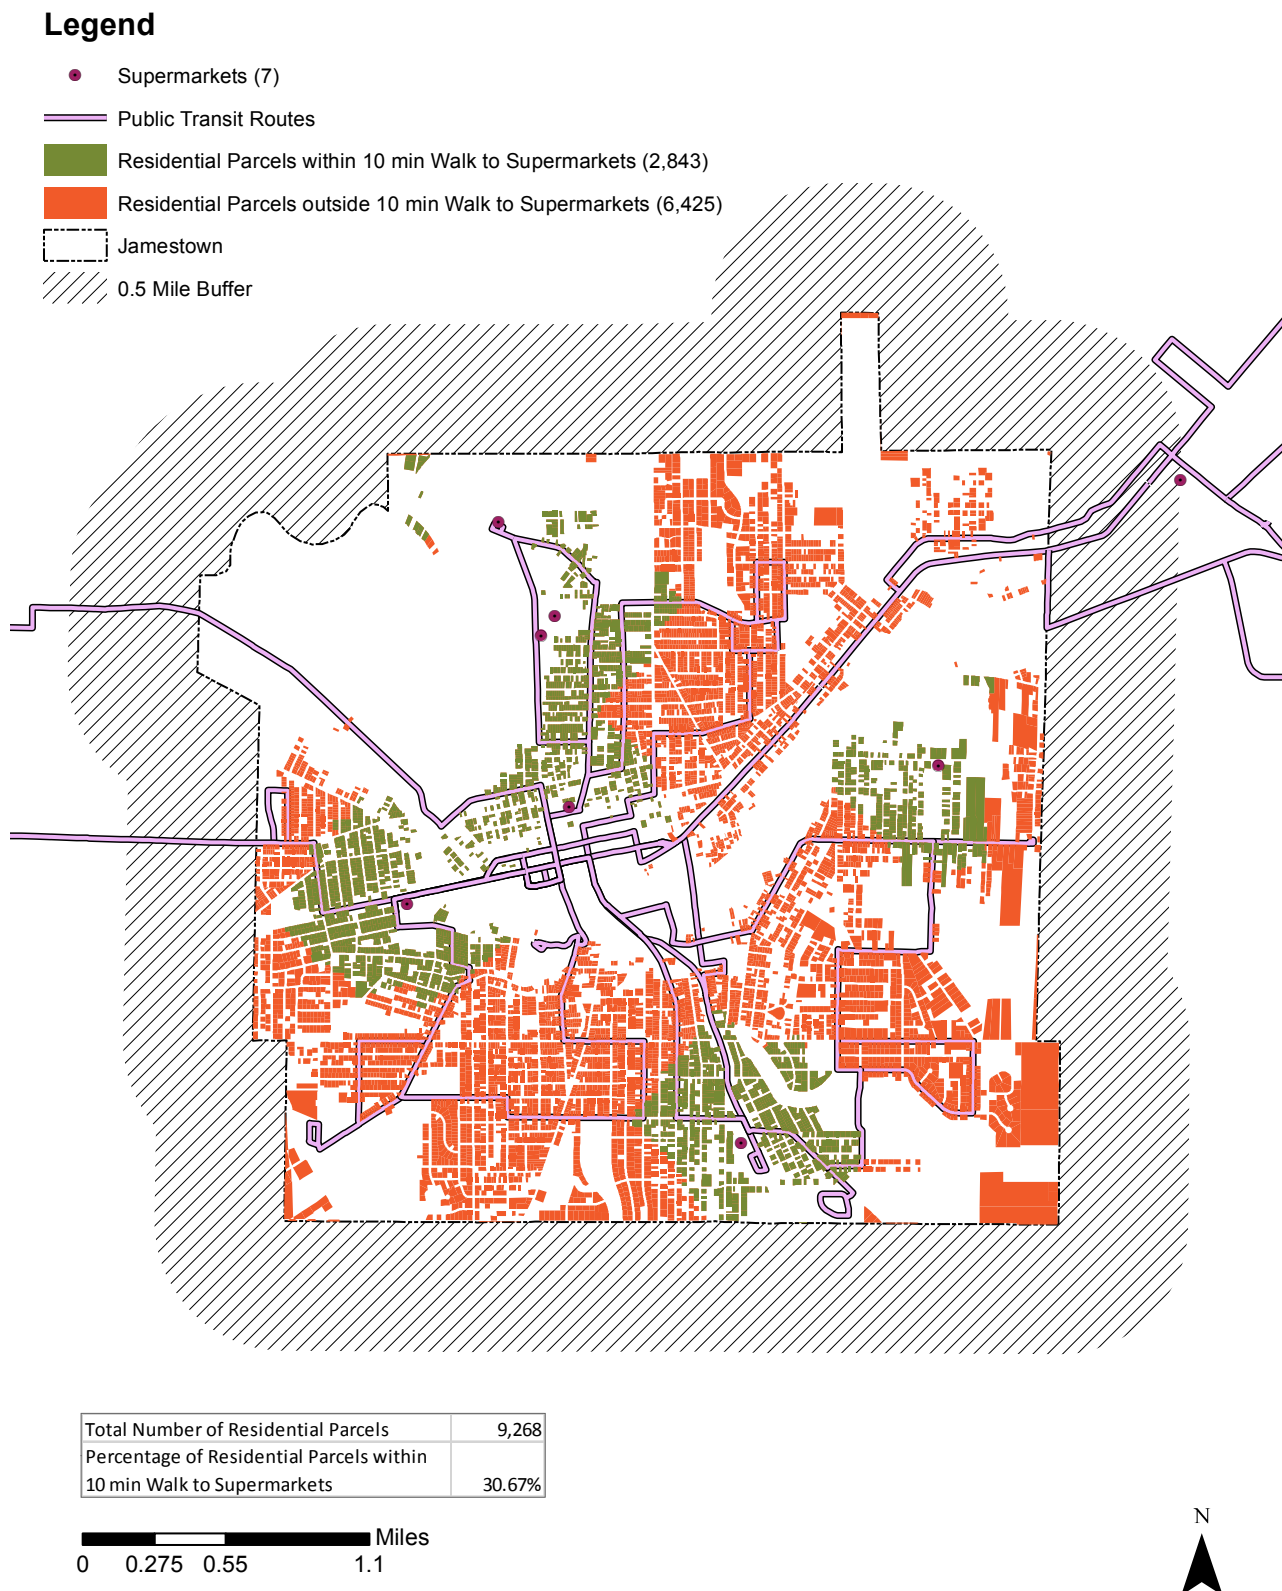 Legend
Supermarkets (7)
Public Transit Routes
Residential Parcels within 10 min Walk to Supermarkets (2,843)
Residential Parcels outside 10 min Walk to Supermarkets (6,425)
Jamestown
0.5 Mile Buffer
Total Number of Residential Parcels 9,268
Percentage of Residential Parcels within
10 min Walk to Supermarkets 30.67%
Miles
0 0.275 0.55 1.1
N